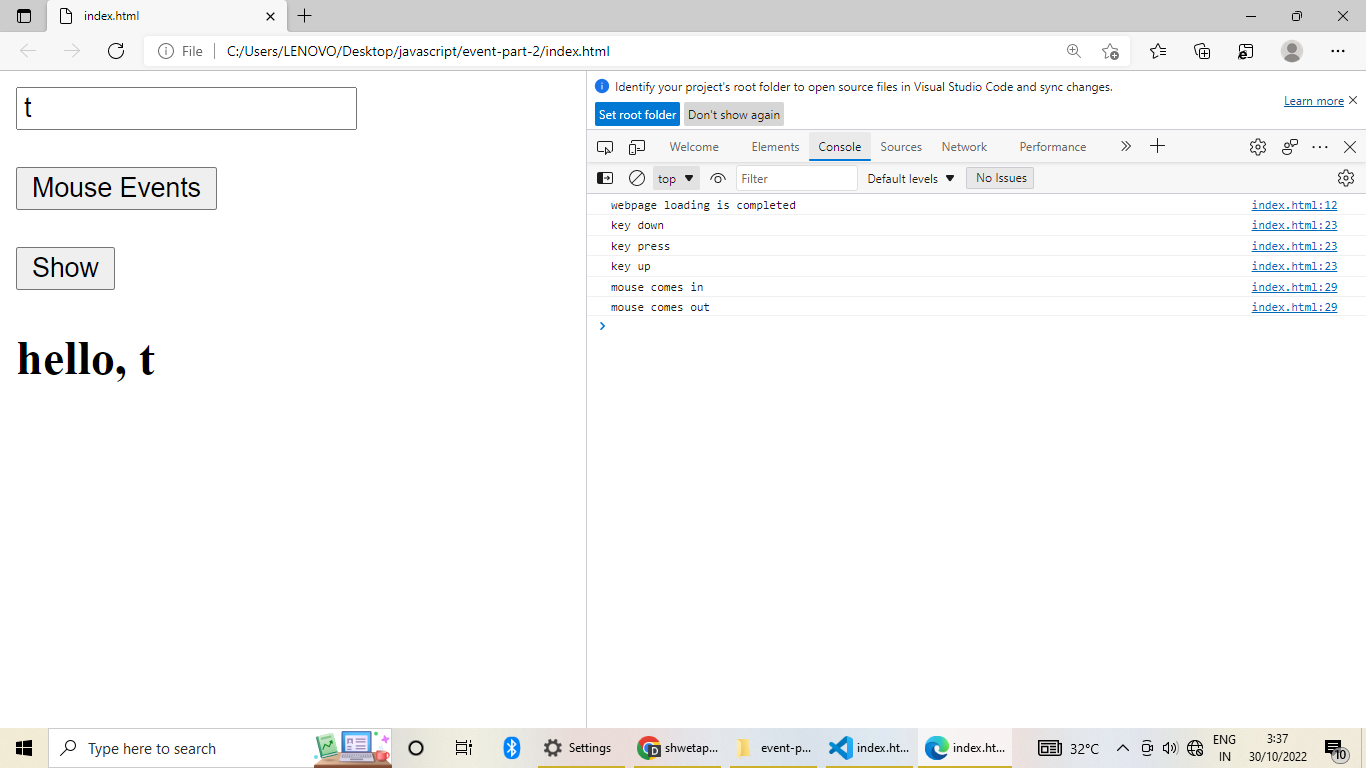 index.html
File
C:/Users/LENOVO/Desktop/javascript/event-part-2/index.html
t
Mouse Events
Show
hello, t
Identify your project's root folder to open source files in Visual Studio Code and sync changes.
Set root folder Don't show again
Learn more
Welcome Elements Console Sources Network Performance
top Filter Default levels No Issues
webpage loading is completed index.html:12
key down index.html:23
key press index.html:23
key up index.html:23
mouse comes in index.html:29
mouse comes out index.html:29
Type here to search
Settings
shwetap...
event-p...
index.ht...
index.ht...
32°C
ENG
IN
3:37
30/10/2022
10